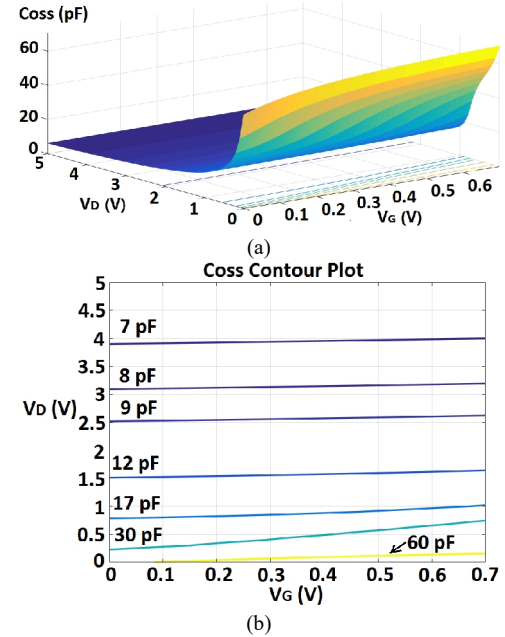 Coss (pF)
60
40
20
0
5
4
3
2
1
0
VD (V)
0
0.1
0.2
0.3
0.4
0.5
0.6
VG (V)
(a)
Coss Contour Plot
5
4.5
4
3.5
3
2.5
2
1.5
1
0.5
0
VD (V)
7 pF
8 pF
9 pF
12 pF
17 pF
30 pF
60 pF
0 0.1 0.2 0.3 0.4 0.5 0.6 0.7
VG (V)
(b)